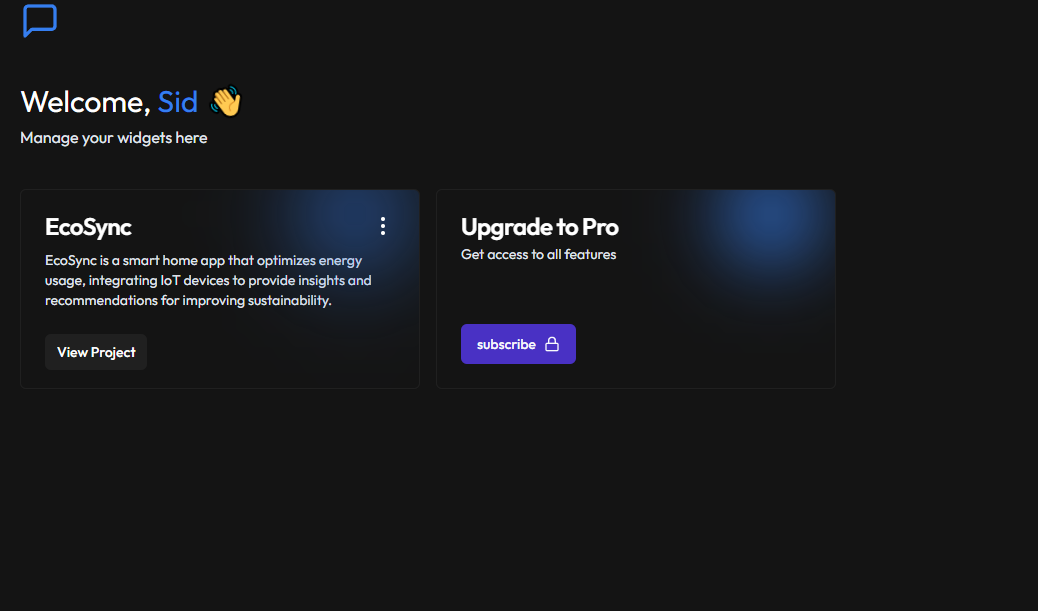 Welcome, Sid 👋
Manage your widgets here
EcoSync
EcoSync is a smart home app that optimizes energy
usage, integrating IoT devices to provide insights and
recommendations for improving sustainability.
View Project
Upgrade to Pro
Get access to all features
subscribe